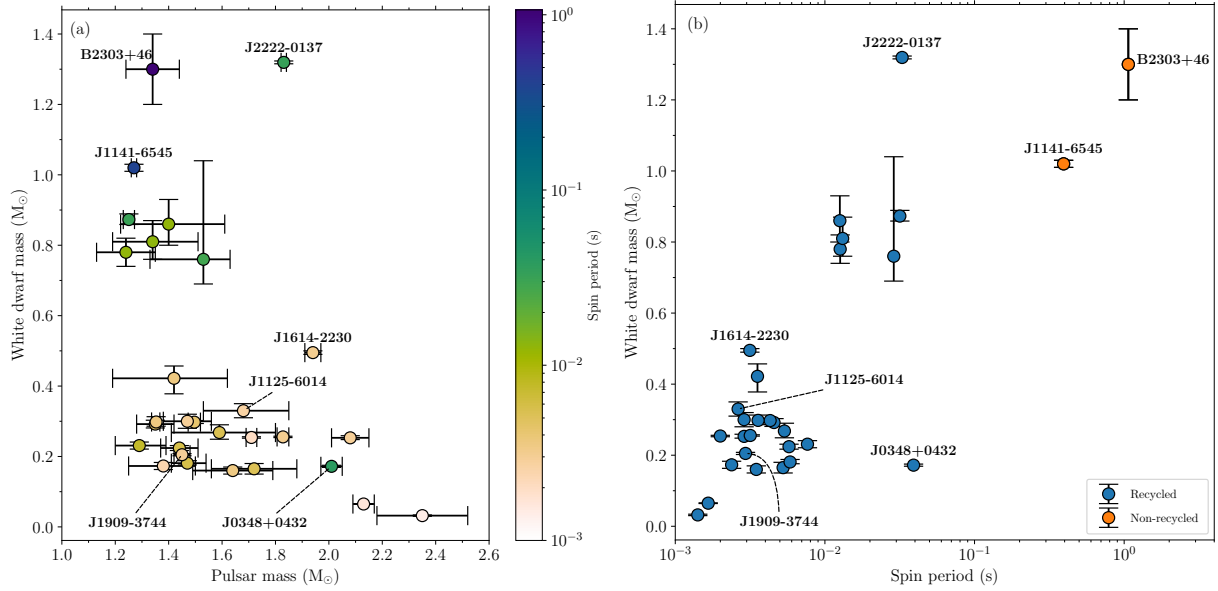 (a)
B2303+46
J2222-0137
J1141-6545
J1614-2230
J1125-6014
J1909-3744
J0348+0432
1.4
1.2
1.0
0.8
0.6
0.4
0.2
0.0
White dwarf mass (M⊙)
1.0 1.2 1.4 1.6 1.8 2.0 2.2 2.4 2.6
Pulsar mass (M⊙)
10⁰
10⁻¹
10⁻²
10⁻³
Spin period (s)
(b)
J2222-0137
B2303+46
J1141-6545
J1614-2230
J1125-6014
J0348+0432
J1909-3744
Recycled
Non-recycled
1.4
1.2
1.0
0.8
0.6
0.4
0.2
0.0
White dwarf mass (M⊙)
10⁻³ 10⁻² 10⁻¹ 10⁰
Spin period (s)